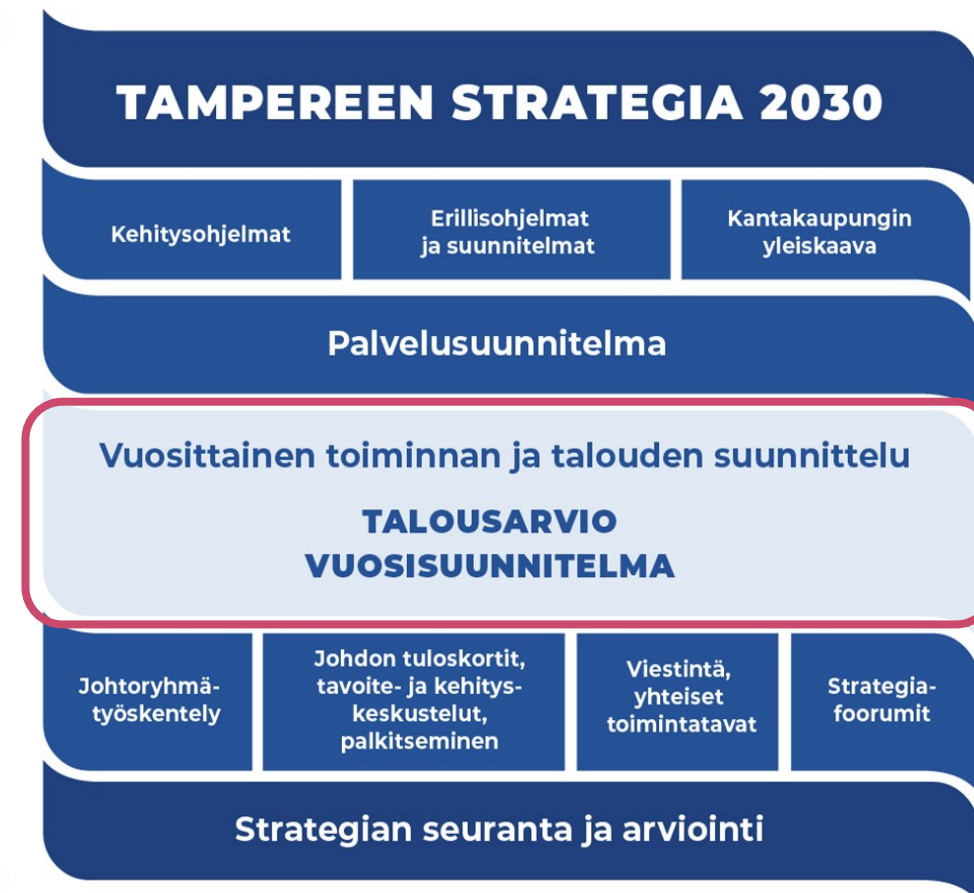 TAMPEREEN STRATEGIA 2030
Kehitysohjelmat
Erillisohjelmat
ja suunnitelmat
Kantakaupungin
yleiskaava
Palvelusuunnitelma
Vuosittainen toiminnan ja talouden suunnittelu
TALOUSARVIO
VUOSISUUNNITELMA
Johtoryhmä-
työskentely
Johdon tuloskortit,
tavoite- ja kehitys-
keskustelut,
palkitseminen
Viestintä,
yhteiset
toimintatavat
Strategia-
foorumit
Strategian seuranta ja arviointi